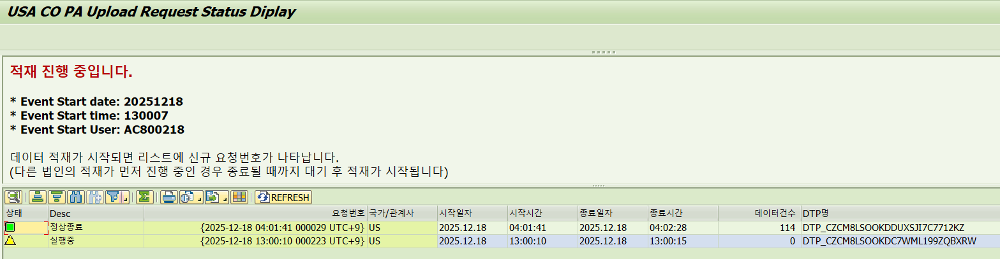 USA CO PA Upload Request Status Diplay
적재 진행 중입니다.
* Event Start date: 20251218
* Event Start time: 130007
* Event Start User: AC800218
데이터 적재가 시작되면 리스트에 신규 요청번호가 나타납니다.
(다른 법인의 적재가 먼저 진행 중인 경우 종료될 때까지 대기 후 적재가 시작됩니다)
REFRESH
상태 Desc 요청번호 국가/관계사 시작일자 시작시간 종료일자 종료시간 데이터건수 DTP명
정상종료 {2025-12-18 04:01:41 000029 UTC+9} US 2025.12.18 04:01:41 2025.12.18 04:02:28 114 DTP_CZCM8LSOOKDDUXSJI7C7712KZ
실행중 {2025-12-18 13:00:10 000223 UTC+9} US 2025.12.18 13:00:10 2025.12.18 13:00:15 0 DTP_CZCM8LSOOKDC7WML199ZQBXRW